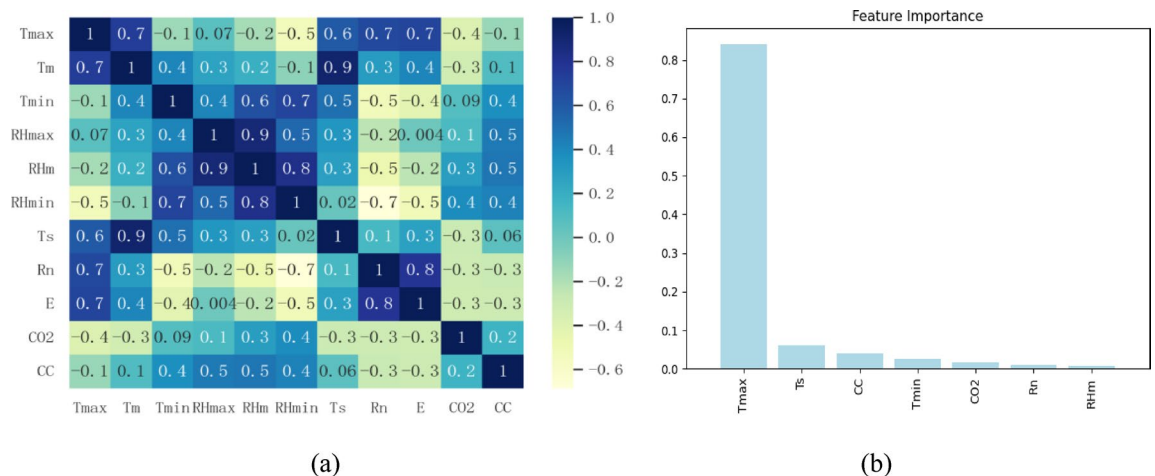 Tmax 1 0.7 -0.1 0.07 -0.2 -0.5 0.6 0.7 0.7 -0.4 -0.1
Tm 0.7 1 0.4 0.3 0.2 -0.1 0.9 0.3 0.4 -0.3 0.1
Tmin -0.1 0.4 1 0.4 0.6 0.7 0.5 -0.5 -0.4 0.09 0.4
RHmax 0.07 0.3 0.4 1 0.9 0.5 0.3 -0.2 0.004 0.1 0.5
RHm -0.2 0.2 0.6 0.9 1 0.8 0.3 -0.5 -0.2 0.3 0.5
RHmin -0.5 -0.1 0.7 0.5 0.8 1 0.02 -0.7 -0.5 0.4 0.4
Ts 0.6 0.9 0.5 0.3 0.3 0.02 1 0.1 0.3 -0.3 0.06
Rn 0.7 0.3 -0.5 -0.2 -0.5 -0.7 0.1 1 0.8 -0.3 -0.3
E 0.7 0.4 -0.4 0.004 -0.2 -0.5 0.3 0.8 1 -0.3 -0.3
CO2 -0.4 -0.3 0.09 0.1 0.3 0.4 -0.3 -0.3 -0.3 1 0.2
CC -0.1 0.1 0.4 0.5 0.5 0.4 0.06 -0.3 -0.3 0.2 1
Tmax Tm Tmin RHmax RHm RHmin Ts Rn E CO2 CC
1.0
0.8
0.6
0.4
0.2
0.0
-0.2
-0.4
-0.6
(a)
Feature Importance
0.8
0.7
0.6
0.5
0.4
0.3
0.2
0.1
0.0
Tmax
Ts
CC
Tmin
CO2
Rn
RHm
(b)